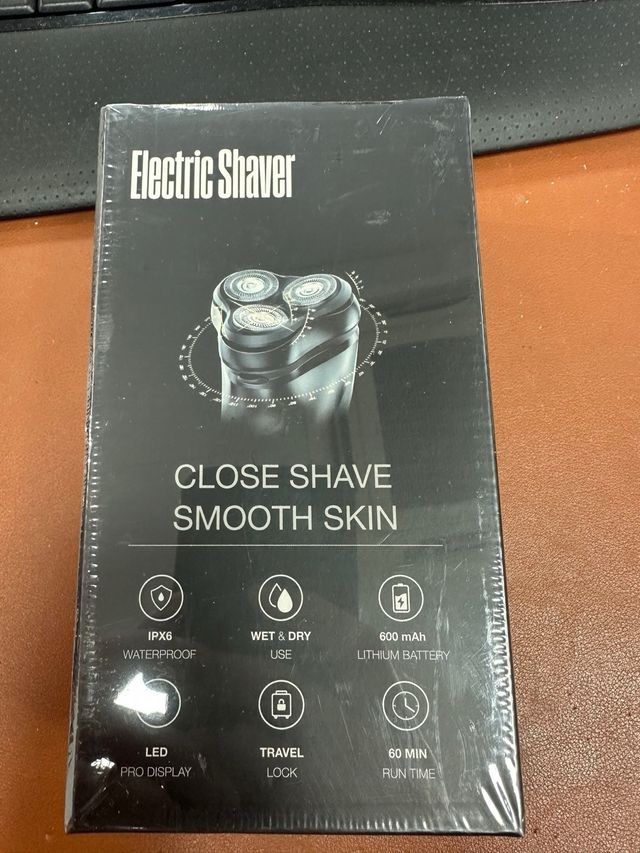 Electric Shaver
CLOSE SHAVE
SMOOTH SKIN
IPX6
WATERPROOF
WET & DRY
USE
600 mAh
LITHIUM BATTERY
LED
PRO DISPLAY
TRAVEL
LOCK
60 MIN
RUN TIME